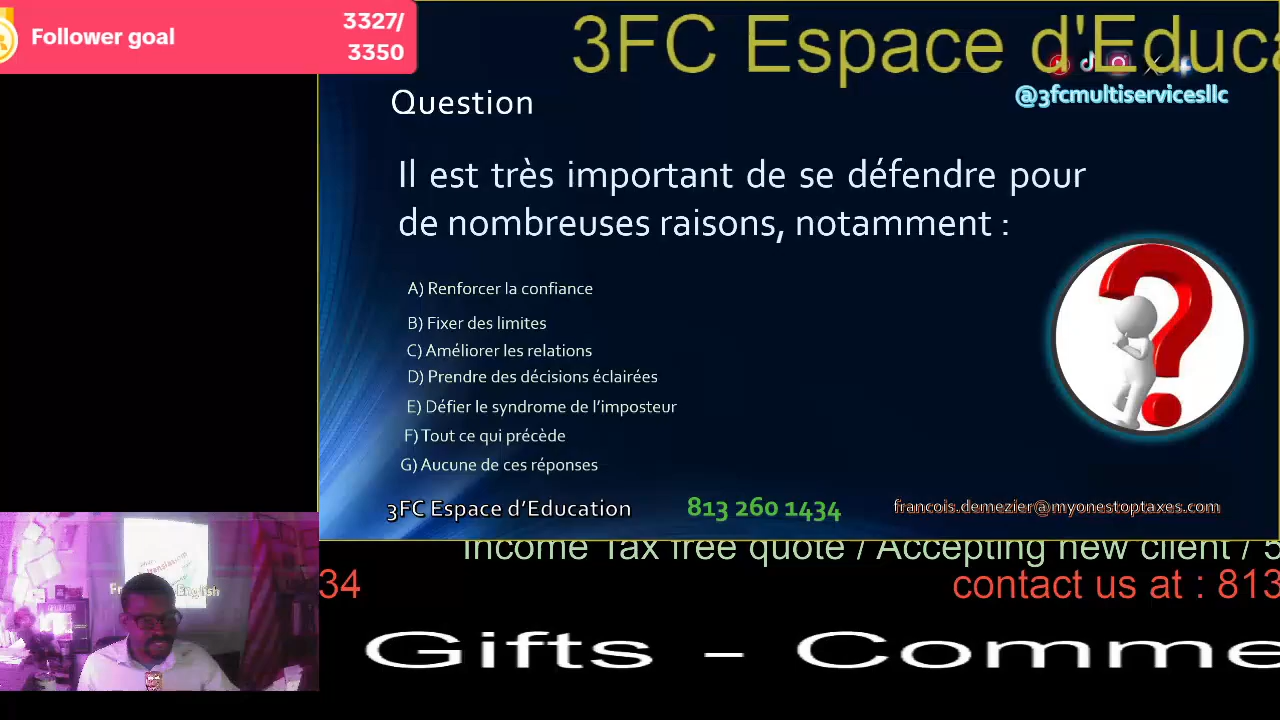 Follower goal
3327/
3350
3FC Espace d'Educa
@3fcmultiservicesllc
Question
Il est très important de se défendre pour
de nombreuses raisons, notamment :
A) Renforcer la confiance
B) Fixer des limites
C) Améliorer les relations
D) Prendre des décisions éclairées
E) Défier le syndrome de l'imposteur
F) Tout ce qui précède
G) Aucune de ces réponses
3FC Espace d'Education
813 260 1434
francois.demezier@myonestoptaxes.com
Income Tax free quote / Accepting new client / 5
34
contact us at : 813
Gifts - Comme
English